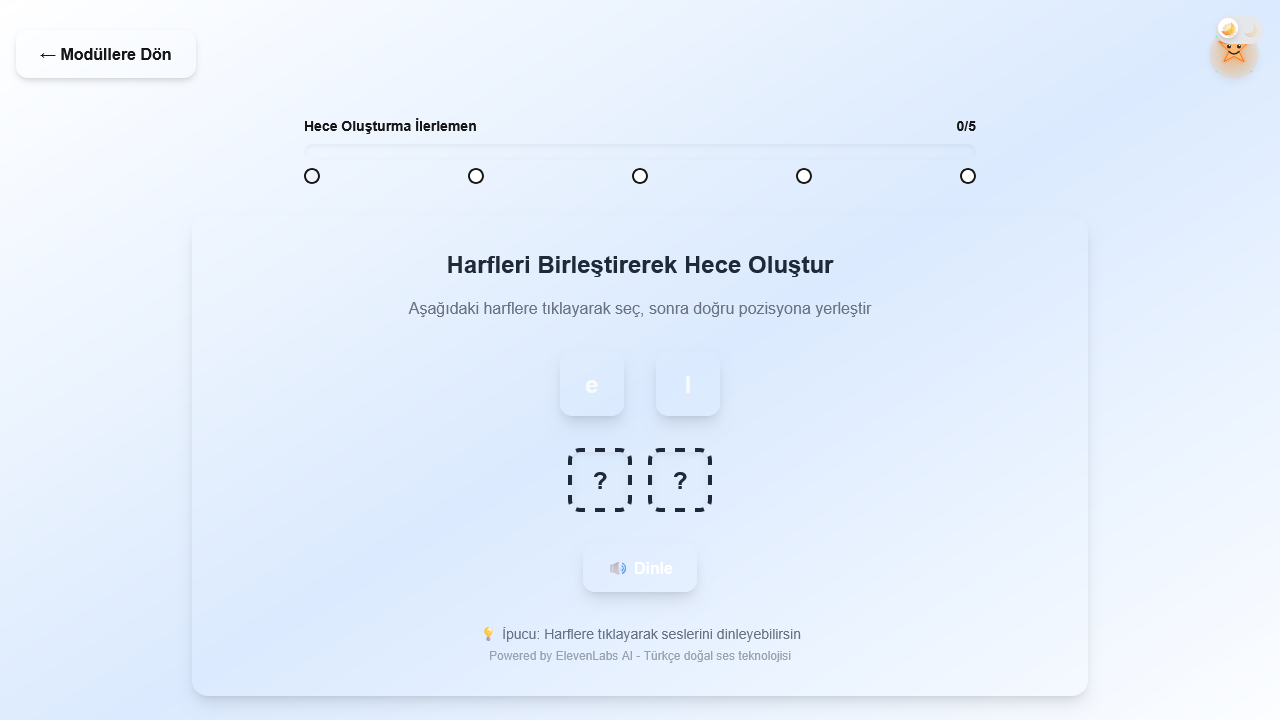 ← Modüllere Dön
Hece Oluşturma İlerlemen 0/5
Harfleri Birleştirerek Hece Oluştur
Aşağıdaki harflere tıklayarak seç, sonra doğru pozisyona yerleştir
e l
? ?
🔊 Dinle
💡 İpucu: Harflere tıklayarak seslerini dinleyebilirsin
Powered by ElevenLabs AI - Türkçe doğal ses teknolojisi